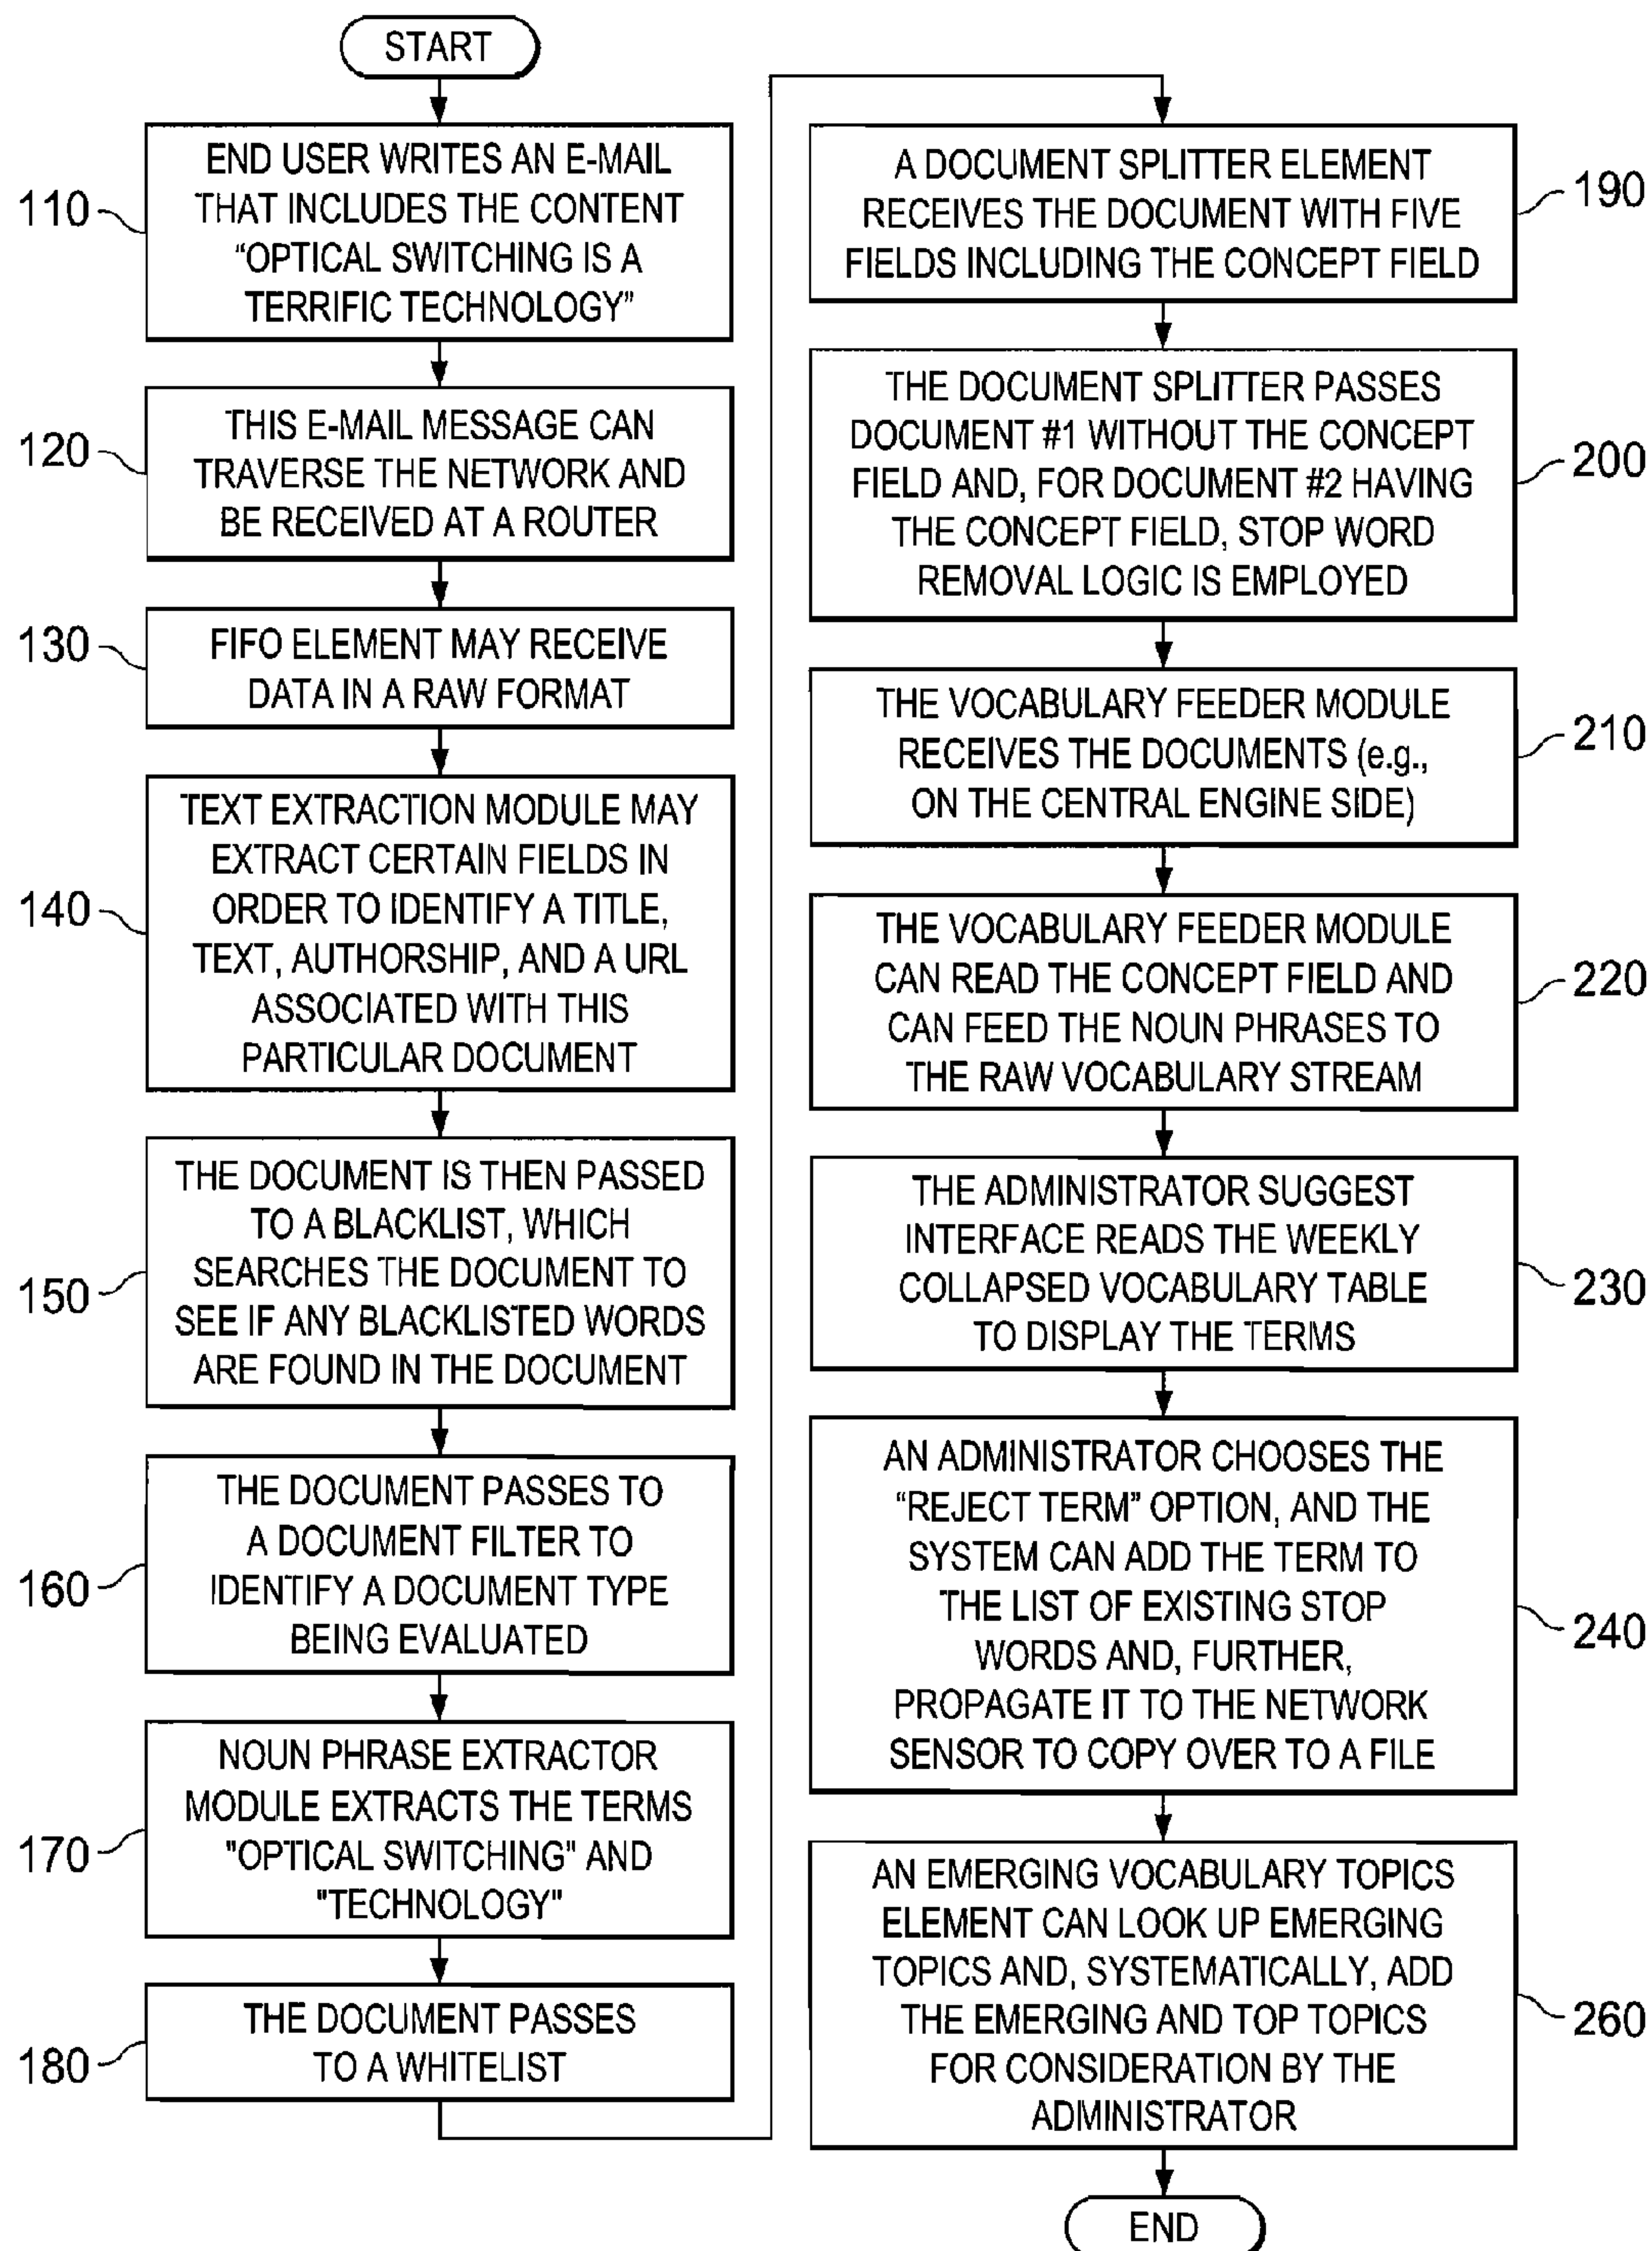 START
110
END USER WRITES AN E-MAIL
THAT INCLUDES THE CONTENT
“OPTICAL SWITCHING IS A
TERRIFIC TECHNOLOGY”
120
THIS E-MAIL MESSAGE CAN
TRAVERSE THE NETWORK AND
BE RECEIVED AT A ROUTER
130
FIFO ELEMENT MAY RECEIVE
DATA IN A RAW FORMAT
140
TEXT EXTRACTION MODULE MAY
EXTRACT CERTAIN FIELDS IN
ORDER TO IDENTIFY A TITLE,
TEXT, AUTHORSHIP, AND A URL
ASSOCIATED WITH THIS
PARTICULAR DOCUMENT
150
THE DOCUMENT IS THEN PASSED
TO A BLACKLIST, WHICH
SEARCHES THE DOCUMENT TO
SEE IF ANY BLACKLISTED WORDS
ARE FOUND IN THE DOCUMENT
160
THE DOCUMENT PASSES TO
A DOCUMENT FILTER TO
IDENTIFY A DOCUMENT TYPE
BEING EVALUATED
170
NOUN PHRASE EXTRACTOR
MODULE EXTRACTS THE TERMS
"OPTICAL SWITCHING" AND
"TECHNOLOGY"
180
THE DOCUMENT PASSES
TO A WHITELIST
A DOCUMENT SPLITTER ELEMENT
RECEIVES THE DOCUMENT WITH FIVE
FIELDS INCLUDING THE CONCEPT FIELD
190
THE DOCUMENT SPLITTER PASSES
DOCUMENT #1 WITHOUT THE CONCEPT
FIELD AND, FOR DOCUMENT #2 HAVING
THE CONCEPT FIELD, STOP WORD
REMOVAL LOGIC IS EMPLOYED
200
THE VOCABULARY FEEDER MODULE
RECEIVES THE DOCUMENTS (e.g.,
ON THE CENTRAL ENGINE SIDE)
210
THE VOCABULARY FEEDER MODULE
CAN READ THE CONCEPT FIELD AND
CAN FEED THE NOUN PHRASES TO
THE RAW VOCABULARY STREAM
220
THE ADMINISTRATOR SUGGEST
INTERFACE READS THE WEEKLY
COLLAPSED VOCABULARY TABLE
TO DISPLAY THE TERMS
230
AN ADMINISTRATOR CHOOSES THE
“REJECT TERM” OPTION, AND THE
SYSTEM CAN ADD THE TERM TO
THE LIST OF EXISTING STOP
WORDS AND, FURTHER,
PROPAGATE IT TO THE NETWORK
SENSOR TO COPY OVER TO A FILE
240
AN EMERGING VOCABULARY TOPICS
ELEMENT CAN LOOK UP EMERGING
TOPICS AND, SYSTEMATICALLY, ADD
THE EMERGING AND TOP TOPICS
FOR CONSIDERATION BY THE
ADMINISTRATOR
260
END